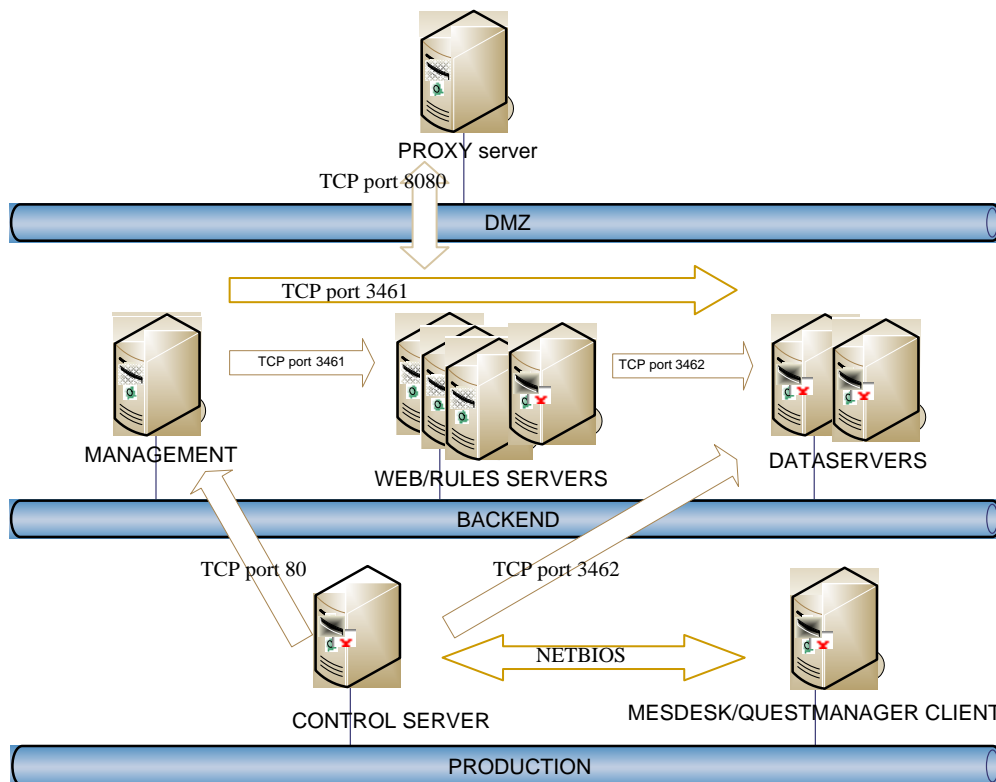 PROXY server
TCP port 8080
DMZ
TCP port 3461
TCP port 3461
TCP port 3462
MANAGEMENT
WEB/RULES SERVERS
DATASERVERS
BACKEND
TCP port 80
TCP port 3462
NETBIOS
CONTROL SERVER
MESDESK/QUESTMANAGER CLIENT
PRODUCTION